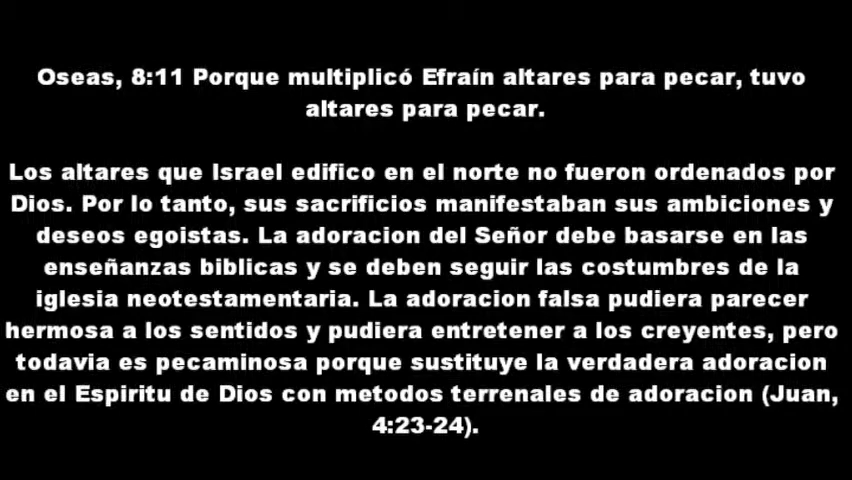 Oseas, 8:11 Porque multiplicó Efraín altares para pecar, tuvo
altares para pecar.
Los altares que Israel edifico en el norte no fueron ordenados por
Dios. Por lo tanto, sus sacrificios manifestaban sus ambiciones y
deseos egoistas. La adoracion del Señor debe basarse en las
enseñanzas biblicas y se deben seguir las costumbres de la
iglesia neotestamentaria. La adoracion falsa pudiera parecer
hermosa a los sentidos y pudiera entretener a los creyentes, pero
todavia es pecaminosa porque sustituye la verdadera adoracion
en el Espiritu de Dios con metodos terrenales de adoracion (Juan,
4:23-24).